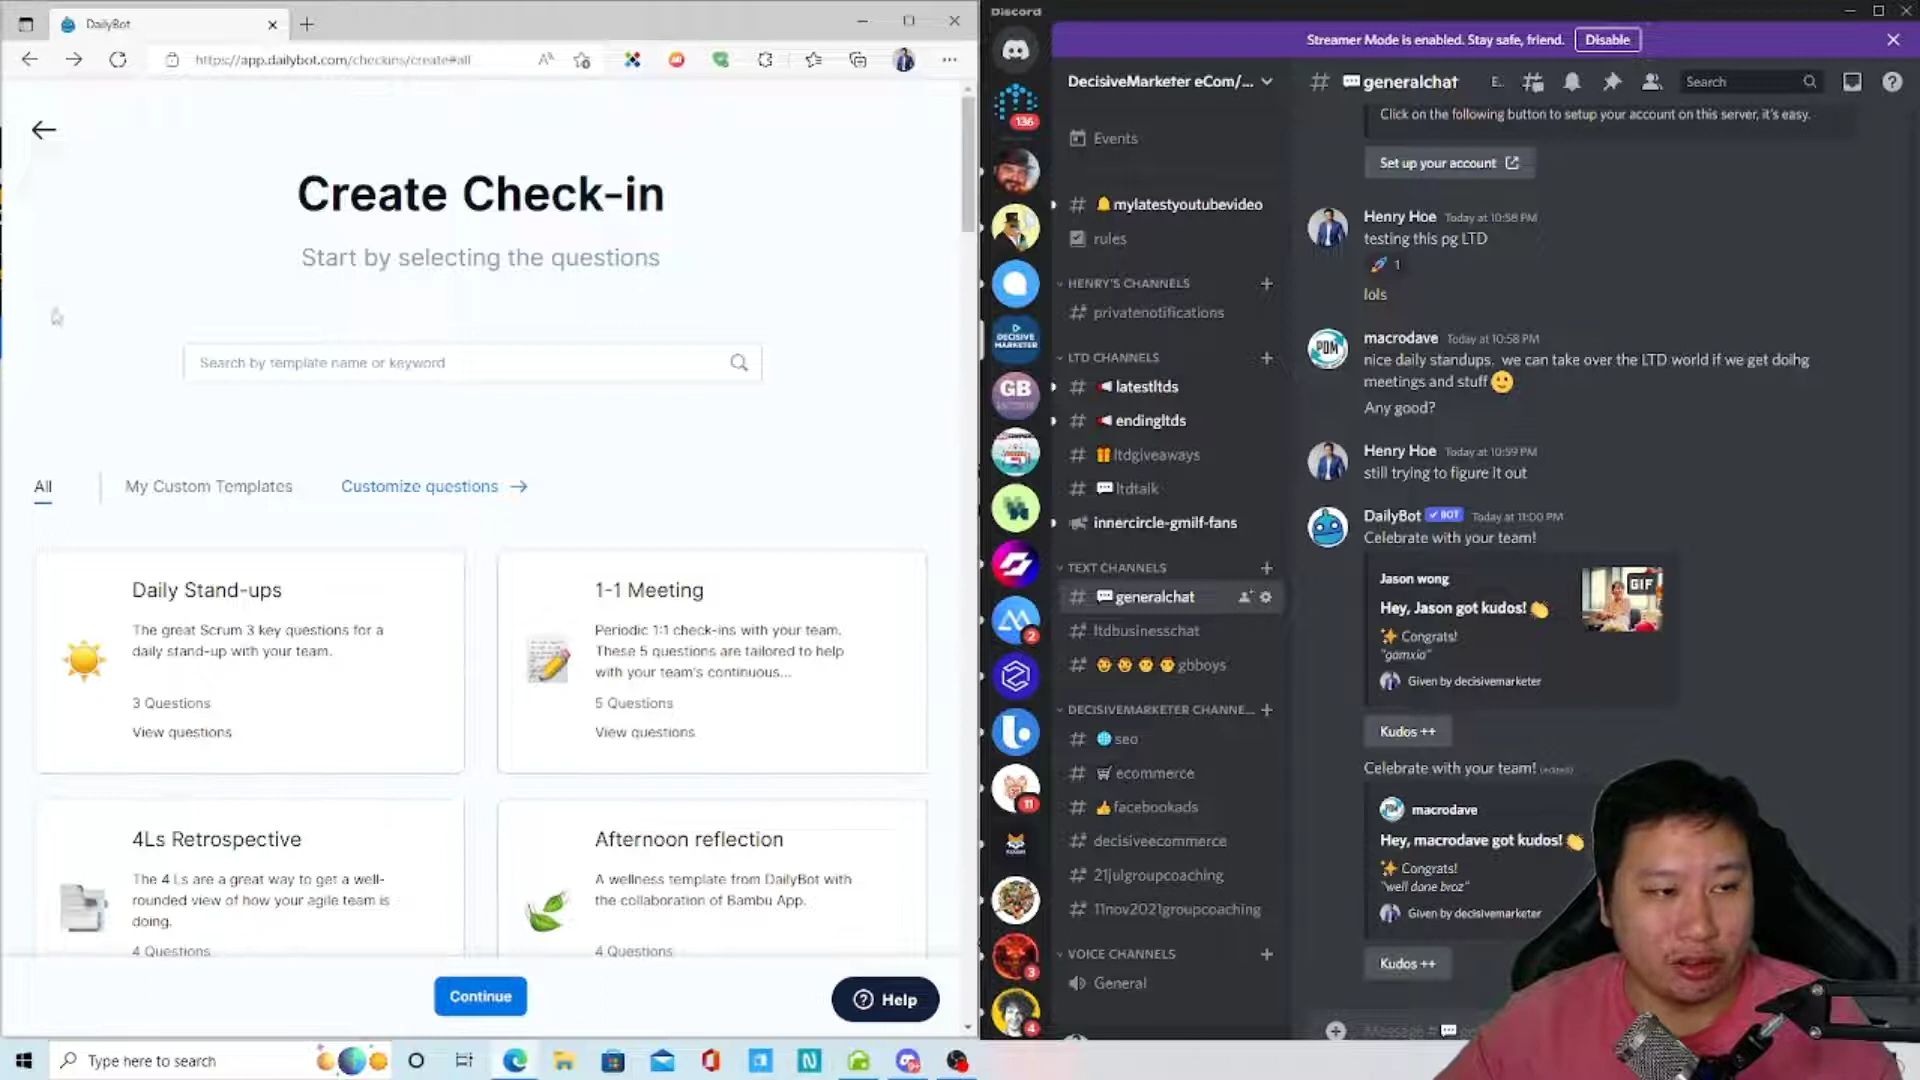 DailyBot
https://app.dailybot.com/checkins/create#all
Create Check-in
Start by selecting the questions
Search by template name or keyword
All
My Custom Templates
Customize questions →
Daily Stand-ups
The great Scrum 3 key questions for a
daily stand-up with your team.
3 Questions
View questions
1-1 Meeting
Periodic 1:1 check-ins with your team.
These 5 questions are tailored to help
with your team's continuous...
5 Questions
View questions
4Ls Retrospective
The 4 Ls are a great way to get a well-
rounded view of how your agile team is
doing.
4 Questions
Afternoon reflection
A wellness template from DailyBot with
the collaboration of Bambu App.
4 Questions
Continue
Help
Type here to search
Discord
Streamer Mode is enabled. Stay safe, friend.
Disable
136
DECISIVE
MARKETER
GB
2
11
3
4
DecisiveMarketer eCom/...
Events
mylatestyoutubevideo
rules
HENRY'S CHANNELS
privatenotifications
LTD CHANNELS
latestltds
endingltds
ltdgiveaways
ltdtalk
innercircle-gmilf-fans
TEXT CHANNELS
generalchat
ltdbusinesschat
gbboys
DECISIVEMARKETER CHANNE...
seo
ecommerce
facebookads
decisiveecommerce
21julgroupcoaching
11nov2021groupcoaching
VOICE CHANNELS
General
generalchat
E..
Search
Click on the following button to setup your account on this server, it's easy.
Set up your account
Henry Hoe Today at 10:58 PM
testing this pg LTD
1
lols
macrodave Today at 10:58 PM
nice daily standups. we can take over the LTD world if we get doihg
meetings and stuff
Any good?
Henry Hoe Today at 10:59 PM
still trying to figure it out
DailyBot BOT Today at 11:00 PM
Celebrate with your team!
Jason wong
Hey, Jason got kudos!
Congrats!
"gamxia"
Given by decisivemarketer
GIF
Kudos ++
Celebrate with your team! (edited)
PDM
macrodave
Hey, macrodave got kudos!
Congrats!
"well done broz"
Given by decisivemarketer
Kudos ++
Message #